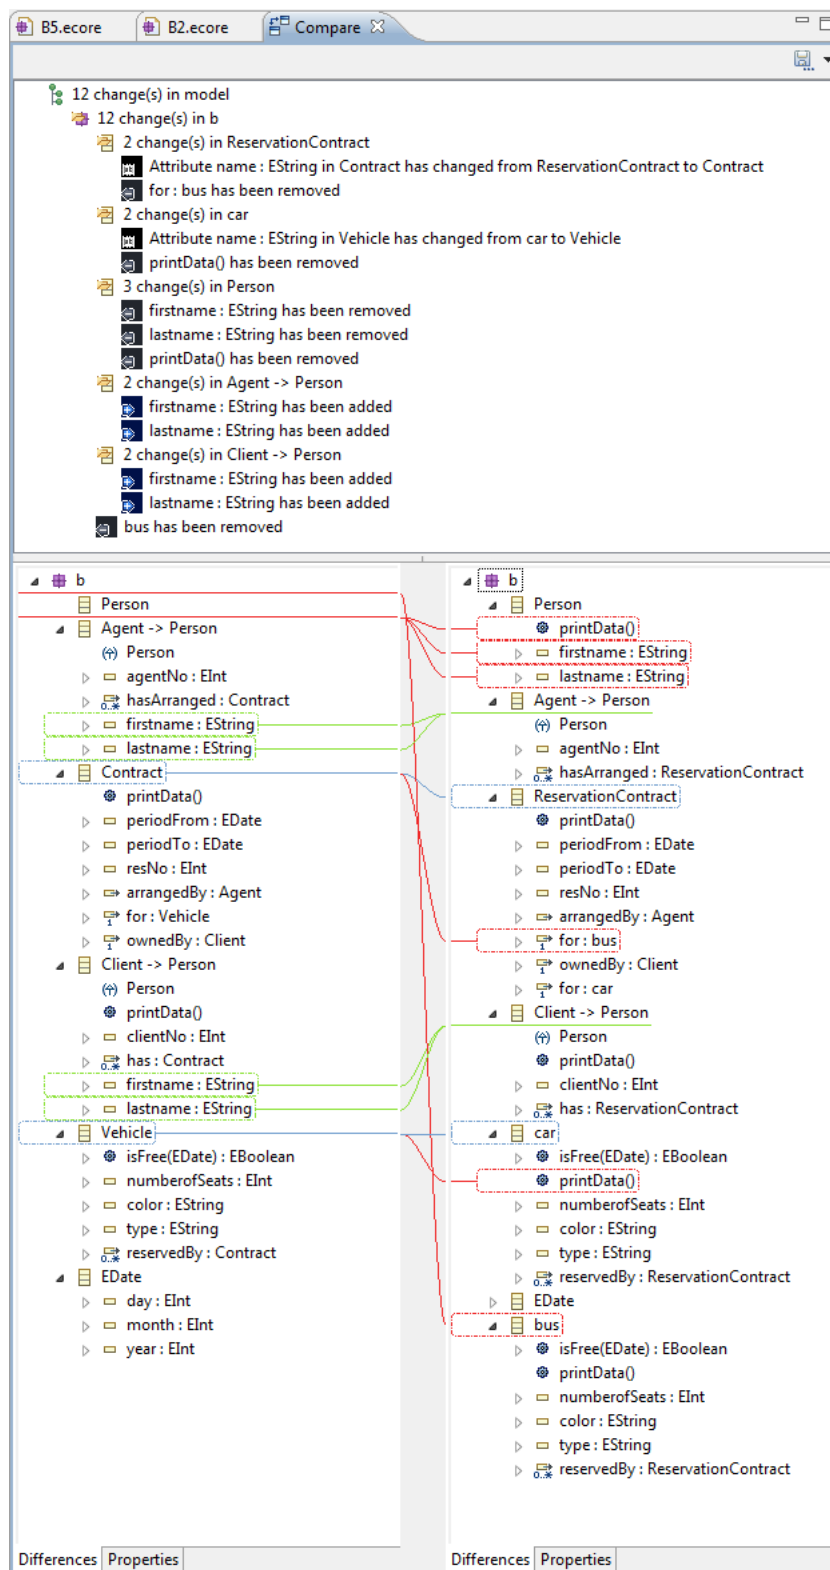 B5.ecore B2.ecore Compare
12 change(s) in model
12 change(s) in b
2 change(s) in ReservationContract
Attribute name : EString in Contract has changed from ReservationContract to Contract
for : bus has been removed
2 change(s) in car
Attribute name : EString in Vehicle has changed from car to Vehicle
printData() has been removed
3 change(s) in Person
firstname : EString has been removed
lastname : EString has been removed
printData() has been removed
2 change(s) in Agent -> Person
firstname : EString has been added
lastname : EString has been added
2 change(s) in Client -> Person
firstname : EString has been added
lastname : EString has been added
bus has been removed
b
Person
Agent -> Person
Person
agentNo : EInt
0..* hasArranged : Contract
firstname : EString
lastname : EString
Contract
printData()
periodFrom : EDate
periodTo : EDate
resNo : EInt
arrangedBy : Agent
1 for : Vehicle
1 ownedBy : Client
Client -> Person
Person
printData()
clientNo : EInt
0..* has : Contract
firstname : EString
lastname : EString
Vehicle
isFree(EDate) : EBoolean
numberofSeats : EInt
color : EString
type : EString
0..* reservedBy : Contract
EDate
day : EInt
month : EInt
year : EInt
Differences Properties
b
Person
printData()
firstname : EString
lastname : EString
Agent -> Person
Person
agentNo : EInt
0..* hasArranged : ReservationContract
ReservationContract
printData()
periodFrom : EDate
periodTo : EDate
resNo : EInt
arrangedBy : Agent
1 for : bus
1 ownedBy : Client
1 for : car
Client -> Person
Person
printData()
clientNo : EInt
0..* has : ReservationContract
car
isFree(EDate) : EBoolean
printData()
numberofSeats : EInt
color : EString
type : EString
0..* reservedBy : ReservationContract
EDate
bus
isFree(EDate) : EBoolean
printData()
numberofSeats : EInt
color : EString
type : EString
0..* reservedBy : ReservationContract
Differences Properties